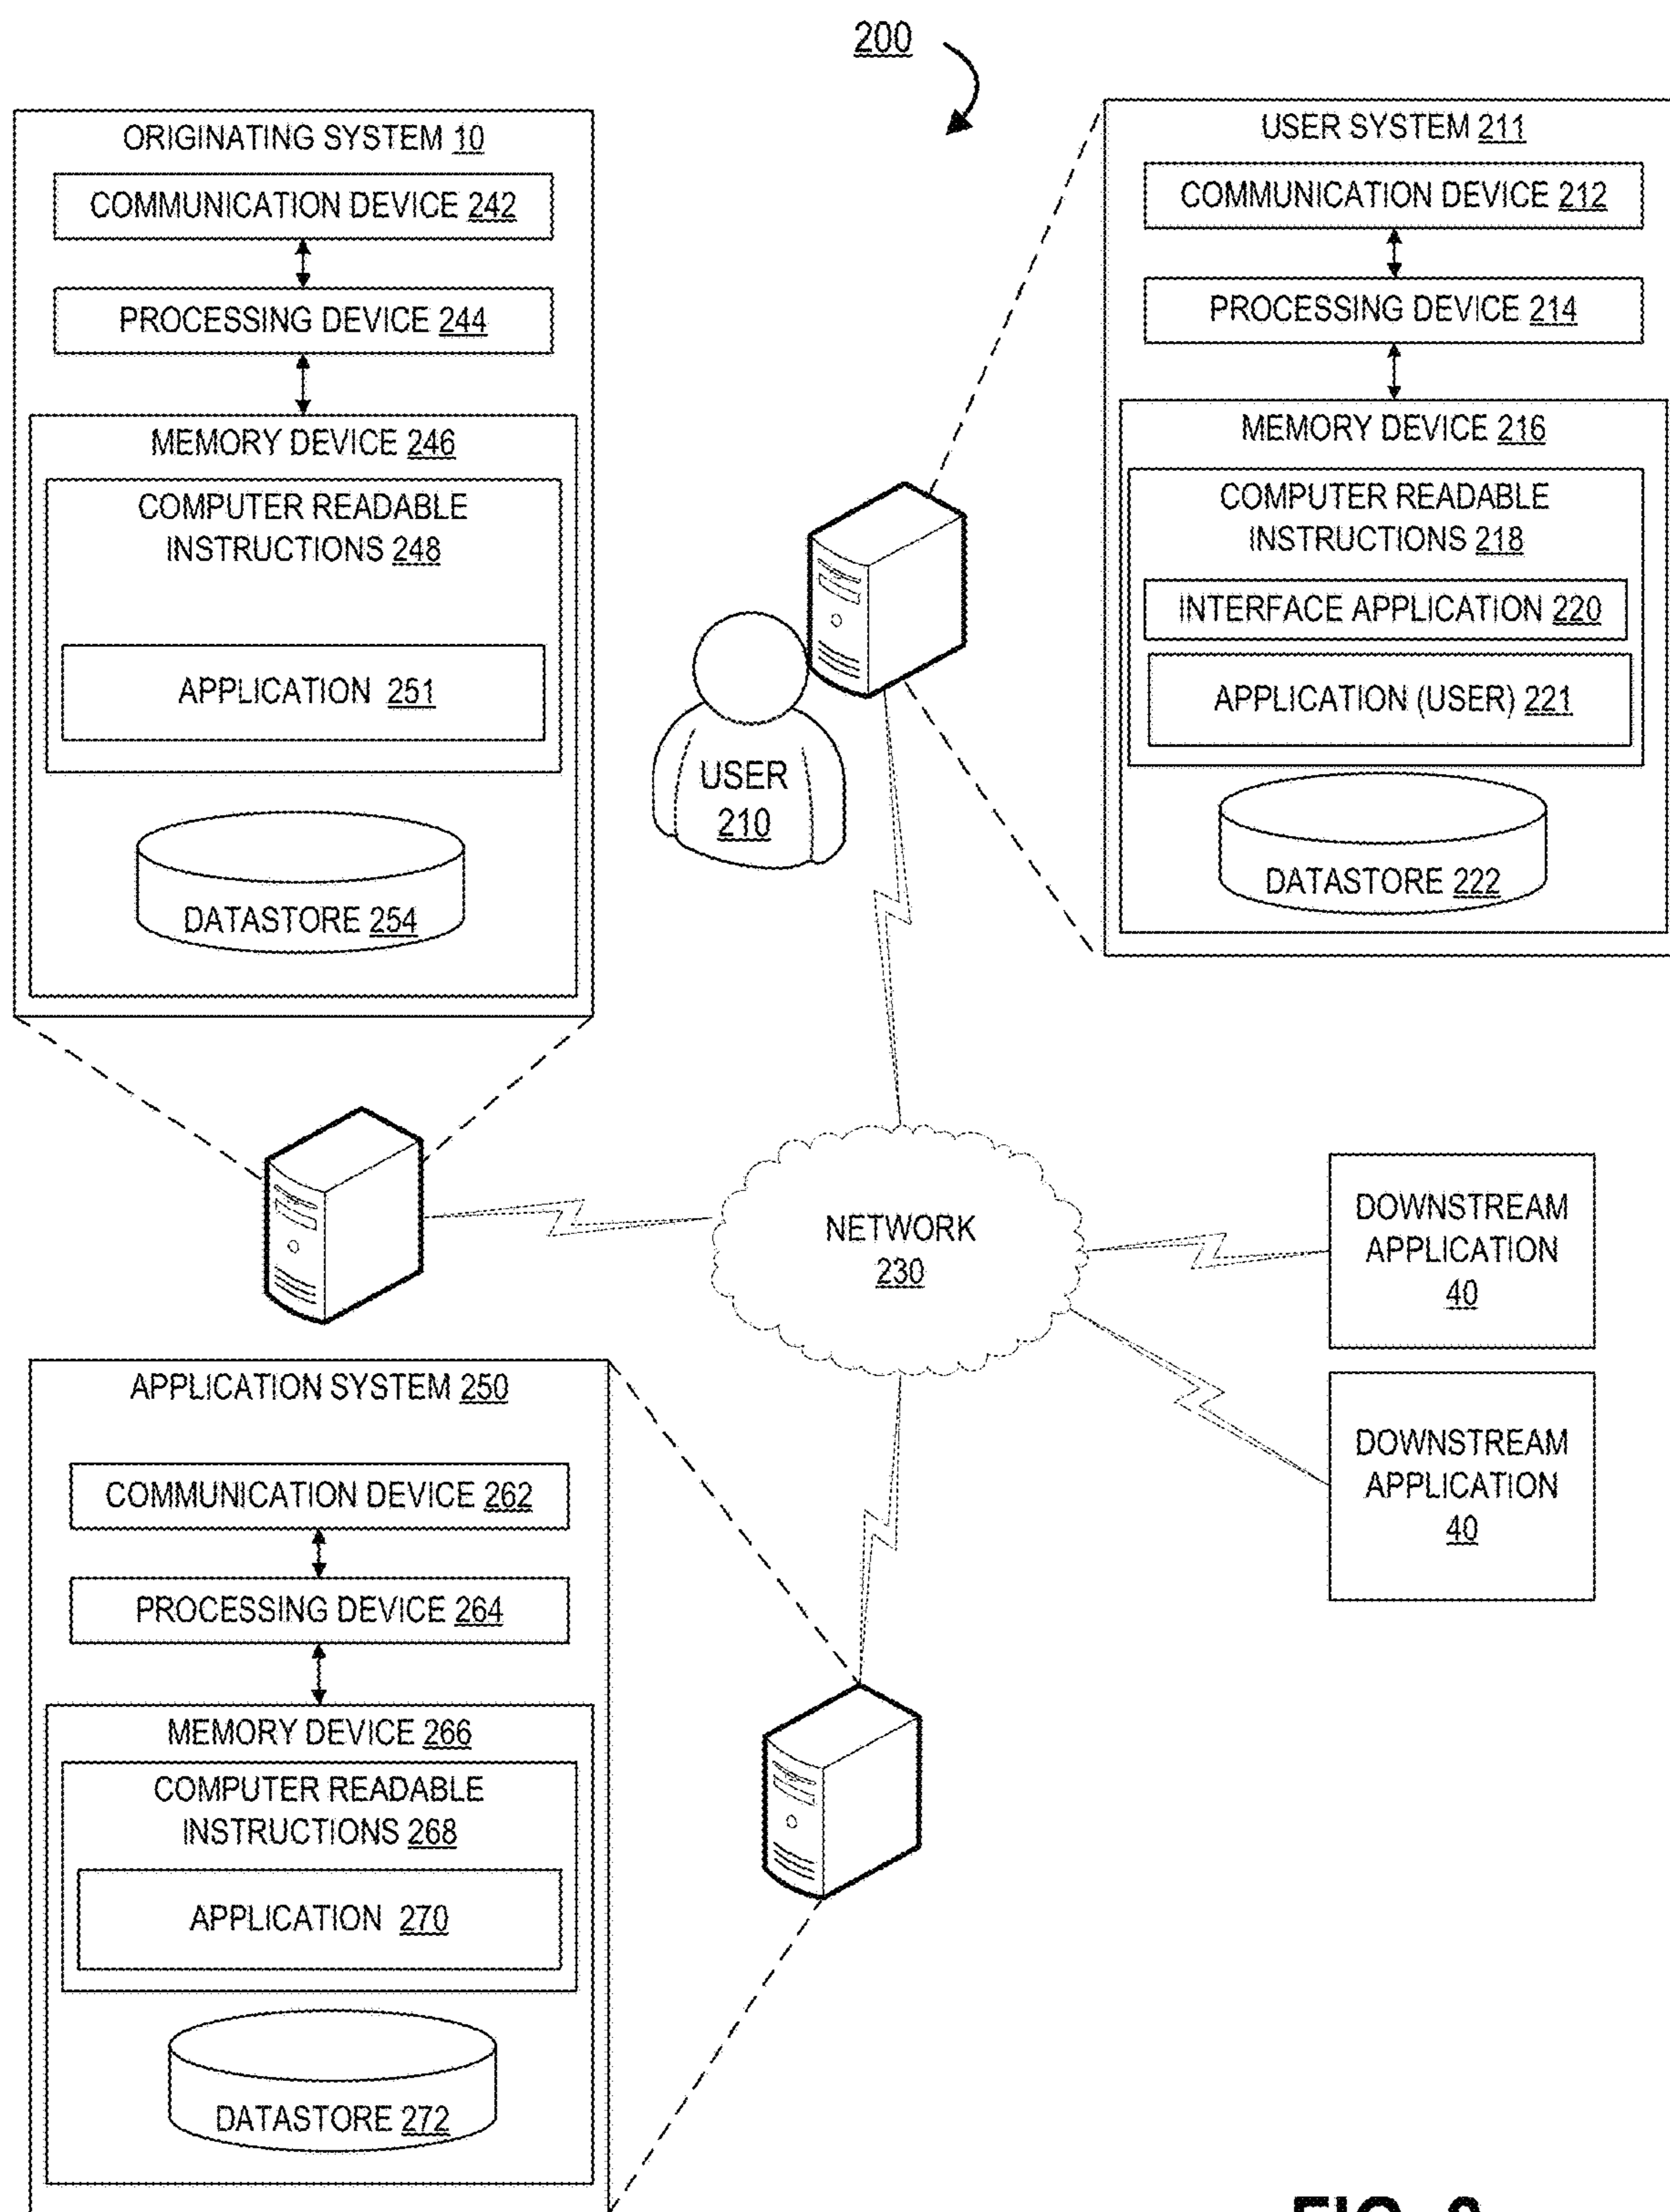 200
ORIGINATING SYSTEM 10
COMMUNICATION DEVICE 242
PROCESSING DEVICE 244
MEMORY DEVICE 246
COMPUTER READABLE
INSTRUCTIONS 248
APPLICATION 251
DATASTORE 254
USER SYSTEM 211
COMMUNICATION DEVICE 212
PROCESSING DEVICE 214
MEMORY DEVICE 216
COMPUTER READABLE
INSTRUCTIONS 218
INTERFACE APPLICATION 220
APPLICATION (USER) 221
DATASTORE 222
USER
210
NETWORK
230
DOWNSTREAM
APPLICATION
40
DOWNSTREAM
APPLICATION
40
APPLICATION SYSTEM 250
COMMUNICATION DEVICE 262
PROCESSING DEVICE 264
MEMORY DEVICE 266
COMPUTER READABLE
INSTRUCTIONS 268
APPLICATION 270
DATASTORE 272
FIG.